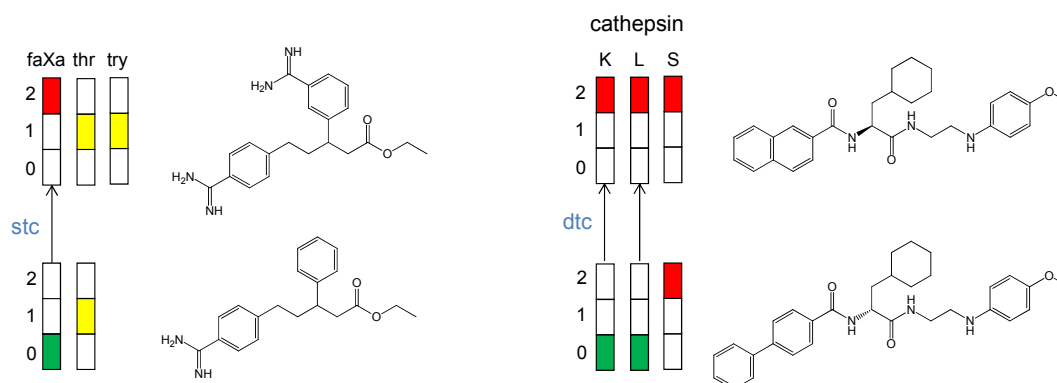 cathepsin
faXa thr try
2
1
0
NH
H₂N
O
O
H₂N
NH
stc
2
1
0
O
O
H₂N
NH
K L S
2
1
0
O
O
H
N
N
H
N
H
O
dtc
2
1
0
O
O
H
N
N
H
N
H
O